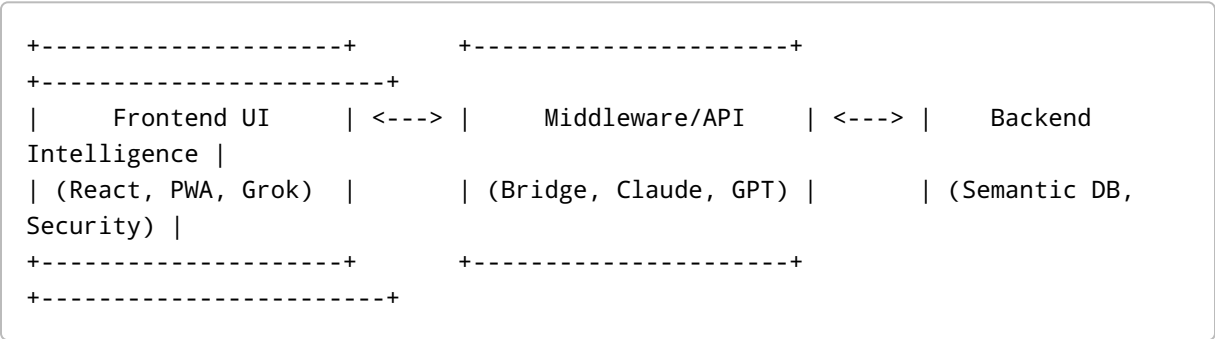 +---------------------+       +----------------------+
+------------------------+
|     Frontend UI     | <---> |     Middleware/API    | <---> |    Backend
Intelligence |
| (React, PWA, Grok)  |       | (Bridge, Claude, GPT) |       | (Semantic DB,
Security) |
+---------------------+       +----------------------+
+------------------------+